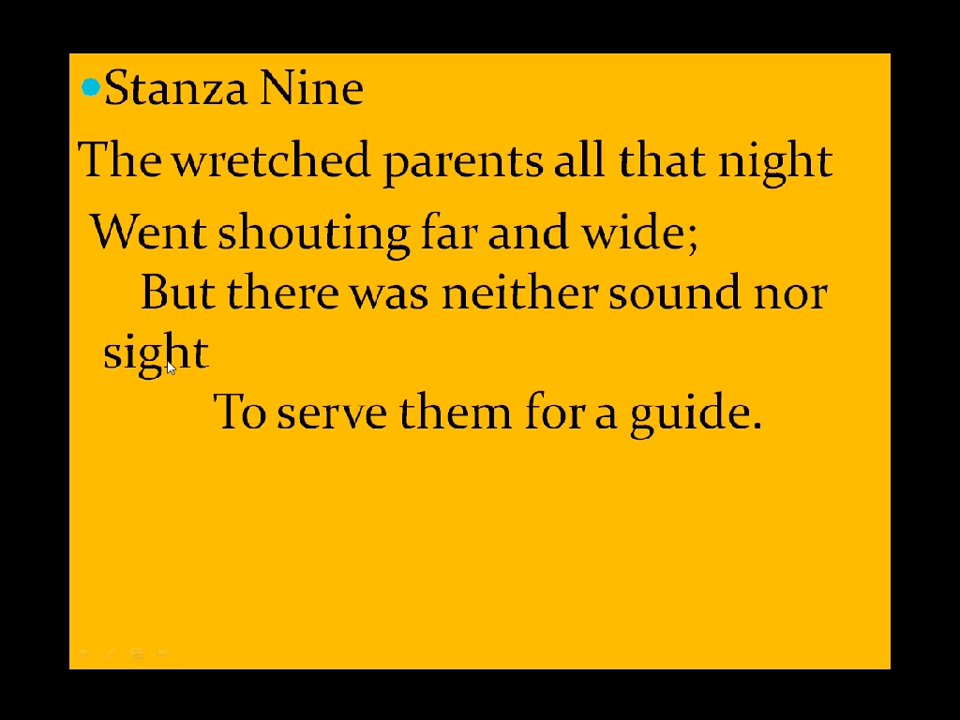 •Stanza Nine
The wretched parents all that night
Went shouting far and wide;
But there was neither sound nor
sight
To serve them for a guide.